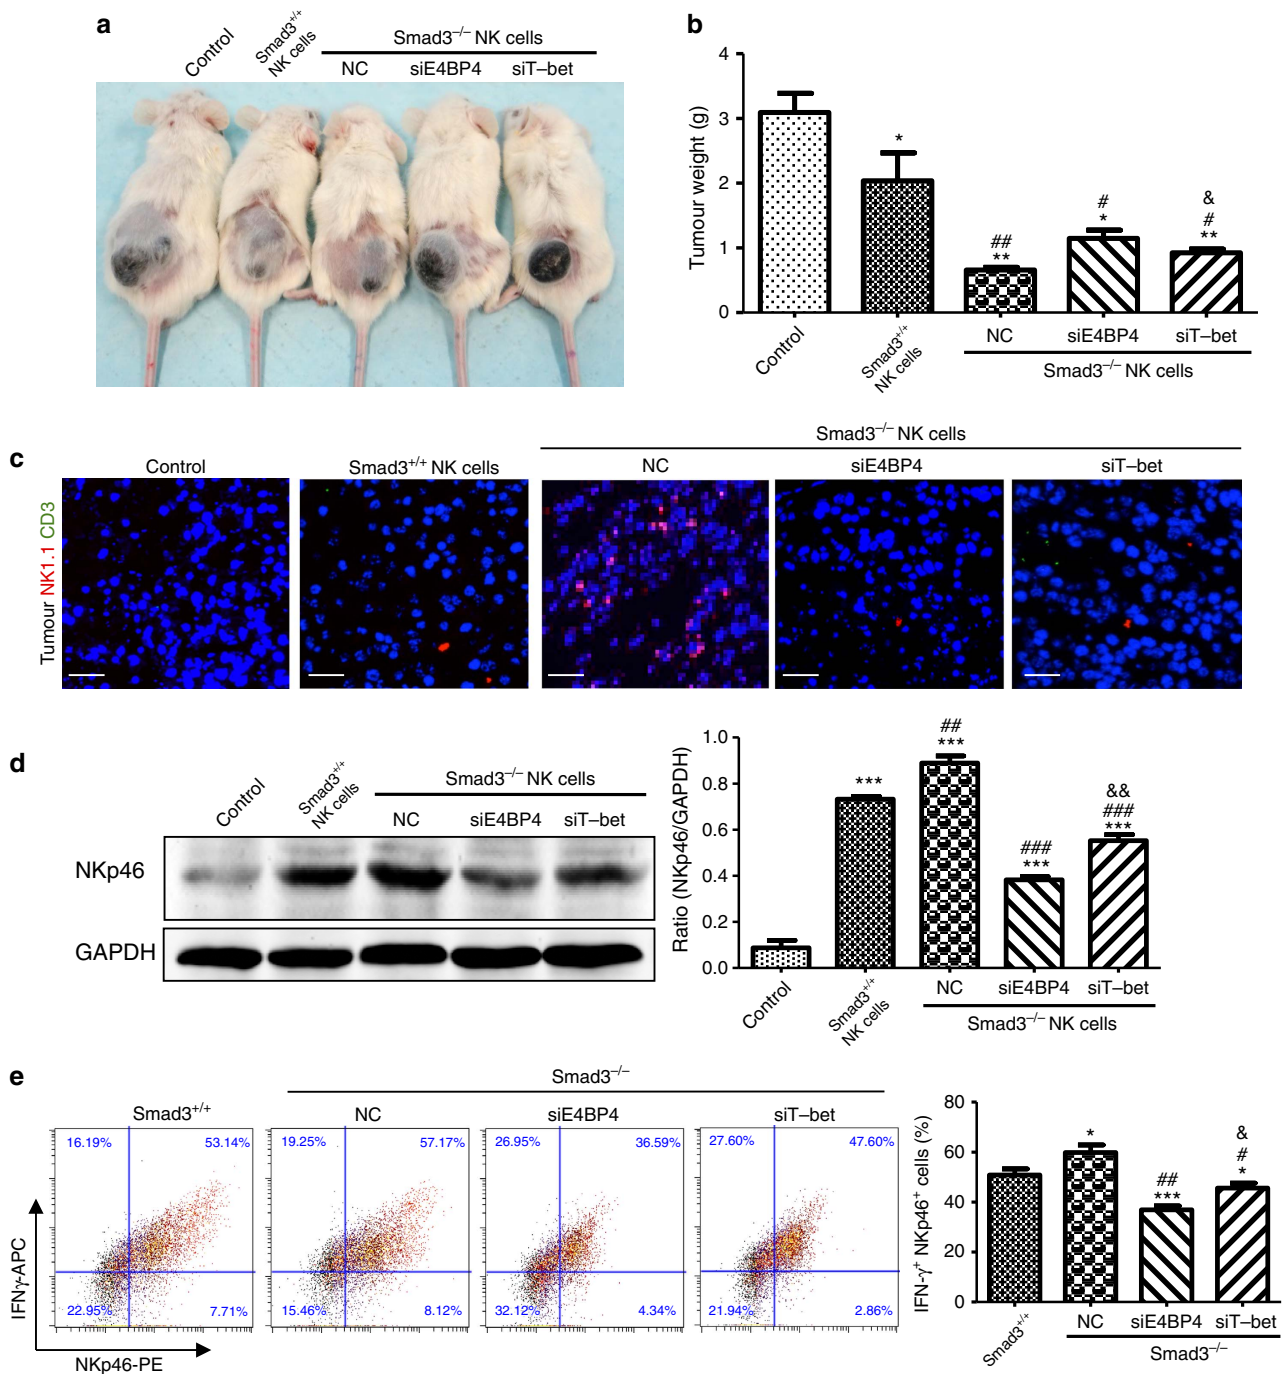 a
Control
Smad3+/+
NK cells
Smad3–/– NK cells
NC siE4BP4 siT–bet
b
Tumour weight (g)
4
3
2
1
0
*
##
**
#
*
&
#
**
Control
Smad3+/+
NK cells
NC siE4BP4 siT–bet
Smad3–/– NK cells
c
Tumour NK1.1 CD3
Control
Smad3+/+ NK cells
Smad3–/– NK cells
NC siE4BP4 siT–bet
d
Control
Smad3+/+
NK cells
Smad3–/– NK cells
NC siE4BP4 siT–bet
NKp46
GAPDH
Ratio (NKp46/GAPDH)
1.0
0.8
0.6
0.4
0.2
0.0
***
##
***
###
***
&&
###
***
Control
Smad3+/+
NK cells
NC siE4BP4 siT–bet
Smad3–/– NK cells
e
Smad3+/+
Smad3–/–
NC siE4BP4 siT–bet
16.19% 53.14%
22.95% 7.71%
19.25% 57.17%
15.46% 8.12%
26.95% 36.59%
32.12% 4.34%
27.60% 47.60%
21.94% 2.86%
IFNγ-APC
NKp46-PE
IFN-γ+ NKp46+ cells (%)
80
60
40
20
0
*
##
***
&
#
*
Smad3+/+
NC siE4BP4 siT–bet
Smad3–/–